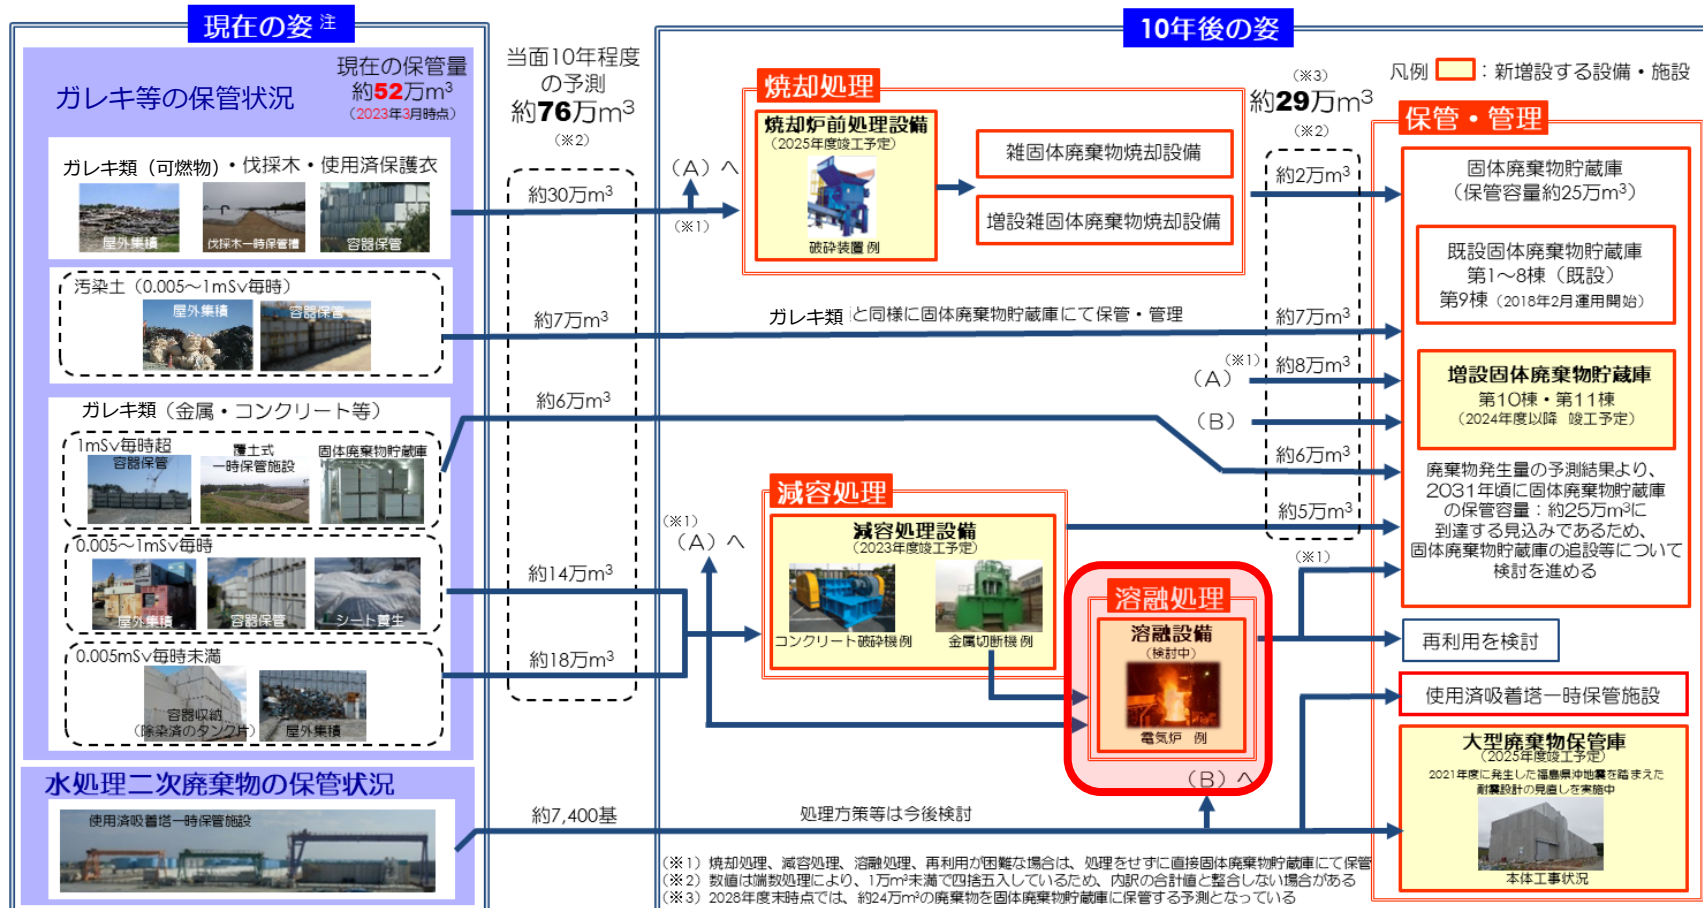 現在の姿 注
ガレキ等の保管状況
現在の保管量
約52万m³
(2023年3月時点)
ガレキ類（可燃物）・伐採木・使用済保護衣
屋外集積
伐採木一時保管槽
容器保管
汚染土（0.005～1mSv毎時）
屋外集積
容器保管
ガレキ類（金属・コンクリート等）
1mSv毎時超
容器保管
覆土式
一時保管施設
固体廃棄物貯蔵庫
0.005～1mSv毎時
屋外集積
容器保管
シート養生
0.005mSv毎時未満
容器収納
(除染済のタンク片)
屋外集積
水処理二次廃棄物の保管状況
使用済吸着塔一時保管施設
当面10年程度
の予測
約76万m³
(※2)
約30万m³
約7万m³
約6万m³
約14万m³
約18万m³
約7,400基
10年後の姿
凡例 ：新増設する設備・施設
(A) へ
(※1)
焼却処理
焼却炉前処理設備
(2025年度竣工予定)
破砕装置 例
雑固体廃棄物焼却設備
増設雑固体廃棄物焼却設備
ガレキ類 と同様に固体廃棄物貯蔵庫にて保管・管理
(※1)
(A) へ
減容処理
減容処理設備
(2023年度竣工予定)
コンクリート破砕機 例
金属切断機 例
溶融処理
溶融設備
(検討中)
電気炉 例
(B) へ
処理方策等は今後検討
(※3)
約29万m³
(※2)
約2万m³
約7万m³
(※1)
(A)
約8万m³
(B)
約6万m³
約5万m³
(※1)
保管・管理
固体廃棄物貯蔵庫
(保管容量約25万m³)
既設固体廃棄物貯蔵庫
第1～8棟（既設）
第9棟（2018年2月運用開始）
増設固体廃棄物貯蔵庫
第10棟・第11棟
(2024年度以降 竣工予定)
廃棄物発生量の予測結果より、
2031年頃に固体廃棄物貯蔵庫
の保管容量：約25万m³に
到達する見込みであるため、
固体廃棄物貯蔵庫の追設等について
検討を進める
再利用を検討
使用済吸着塔一時保管施設
大型廃棄物保管庫
(2025年度竣工予定)
2021年度に発生した福島県沖地震を踏まえた
耐震設計の見直しを実施中
本体工事状況
(※1) 焼却処理、減容処理、溶融処理、再利用が困難な場合は、処理をせずに直接固体廃棄物貯蔵庫にて保管
(※2) 数値は端数処理により、1万m³未満で四捨五入しているため、内訳の合計値と整合しない場合がある
(※3) 2028年度末時点では、約24万m³の廃棄物を固体廃棄物貯蔵庫に保管する予測となっている